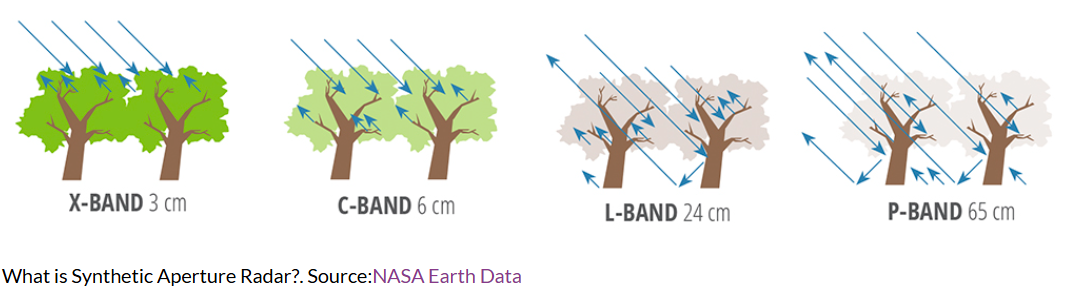 X-BAND 3 cm
C-BAND 6 cm
L-BAND 24 cm
P-BAND 65 cm
What is Synthetic Aperture Radar?. Source:NASA Earth Data